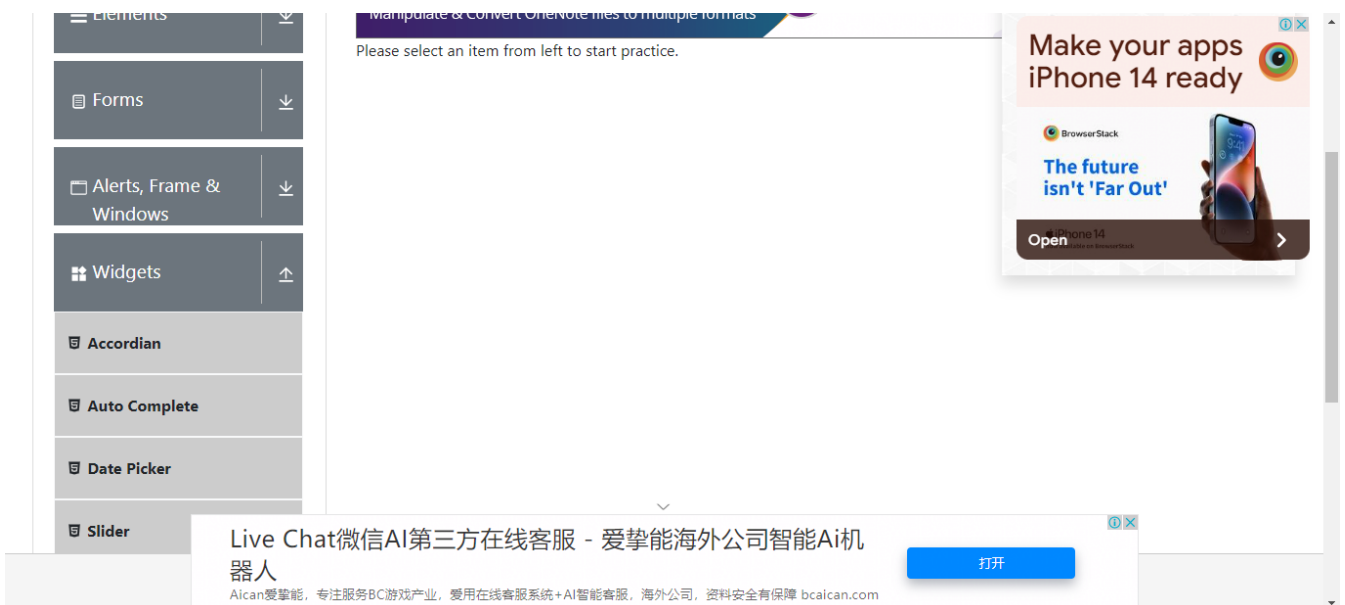 Elements
Manipulate & Convert OneNote files to multiple formats
Please select an item from left to start practice.
Forms
Alerts, Frame &
Windows
Widgets
Accordian
Auto Complete
Date Picker
Slider
Make your apps
iPhone 14 ready
BrowserStack
The future
isn't 'Far Out'
9:41
iPhone 14
Available on BrowserStack
Open
Live Chat微信AI第三方在线客服 - 爱挚能海外公司智能Ai机
器人
Aican爱挚能，专注服务BC游戏产业，爱用在线客服系统+AI智能客服，海外公司，资料安全有保障 bcaican.com
打开